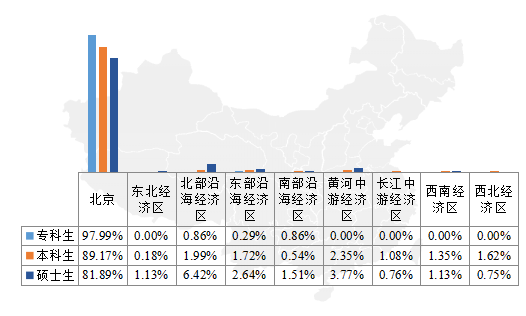 北京 东北经济区 北部沿海经济区 东部沿海经济区 南部沿海经济区 黄河中游经济区 长江中游经济区 西南经济区 西北经济区
专科生 97.99% 0.00% 0.86% 0.29% 0.86% 0.00% 0.00% 0.00% 0.00%
本科生 89.17% 0.18% 1.99% 1.72% 0.54% 2.35% 1.08% 1.35% 1.62%
硕士生 81.89% 1.13% 6.42% 2.64% 1.51% 3.77% 0.76% 1.13% 0.75%